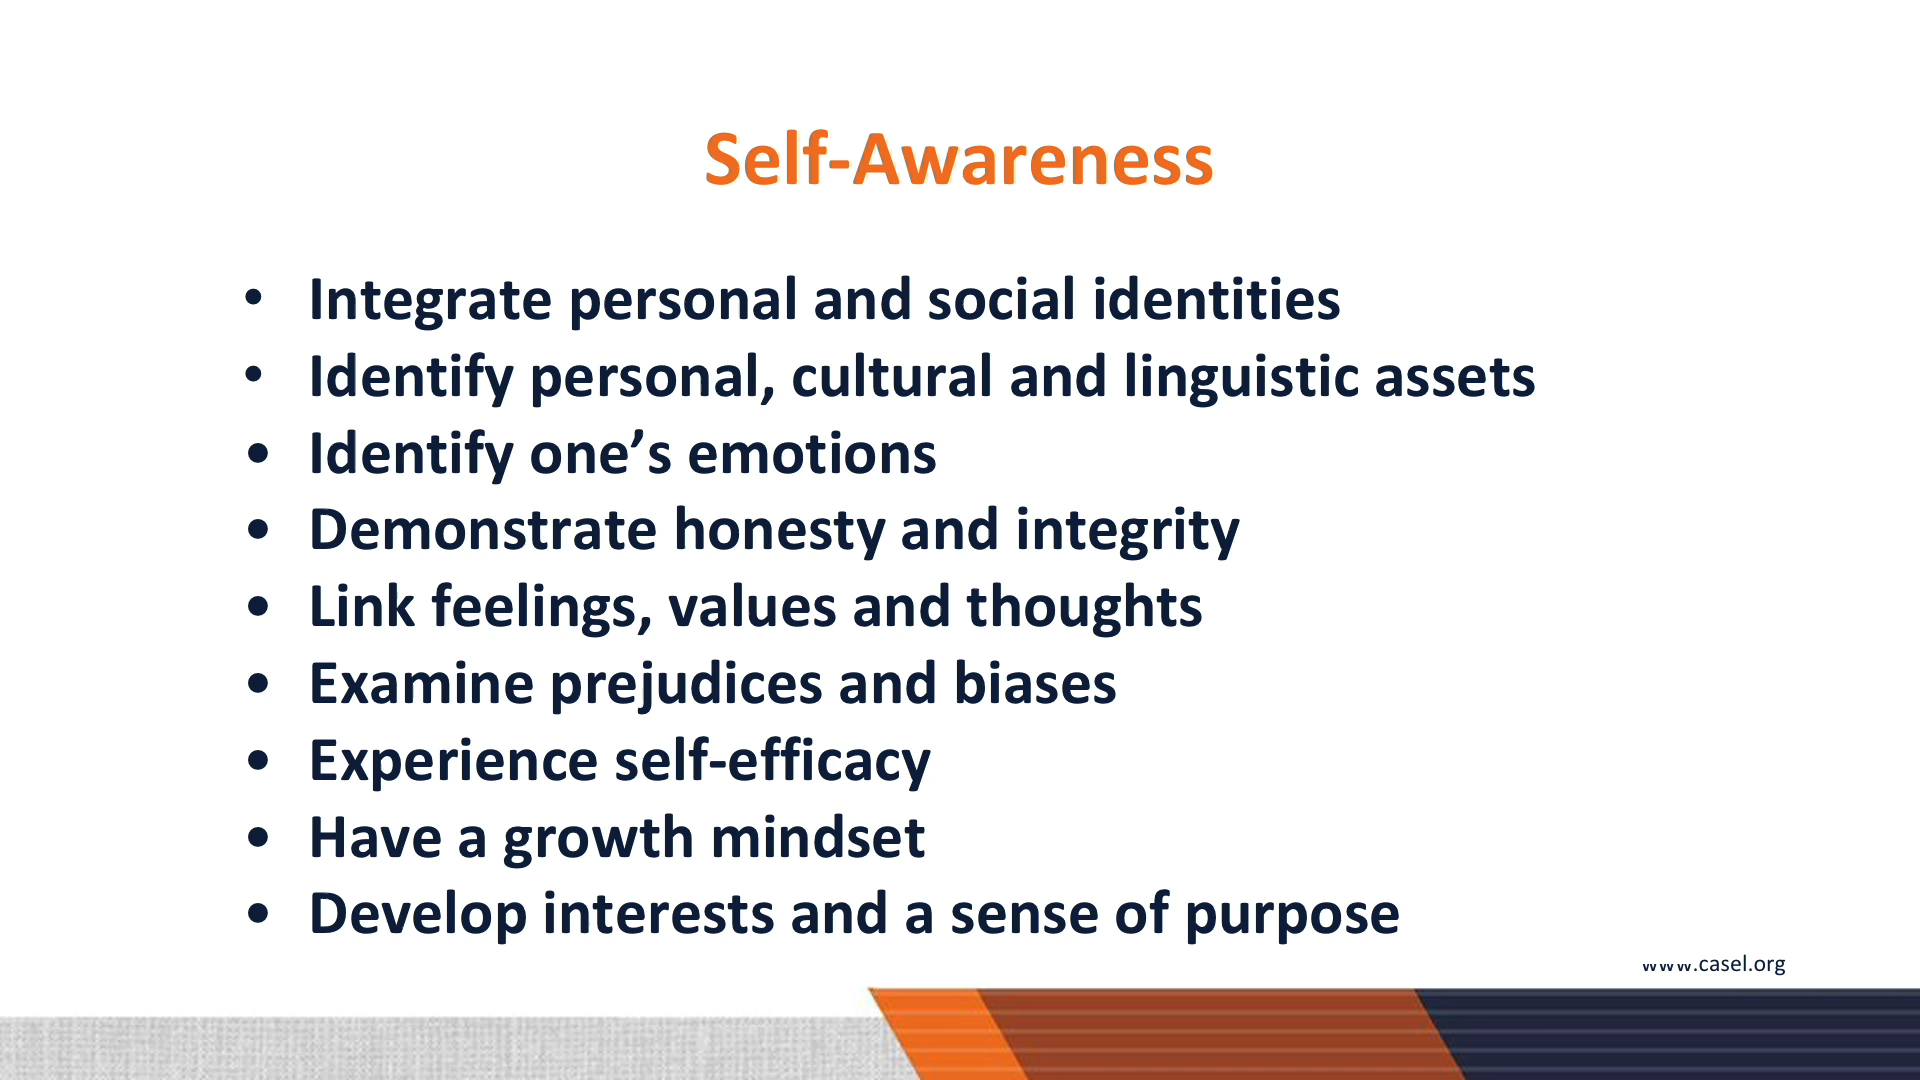 Self-Awareness
• Integrate personal and social identities
• Identify personal, cultural and linguistic assets
• Identify one’s emotions
• Demonstrate honesty and integrity
• Link feelings, values and thoughts
• Examine prejudices and biases
• Experience self-efficacy
• Have a growth mindset
• Develop interests and a sense of purpose
www.casel.org